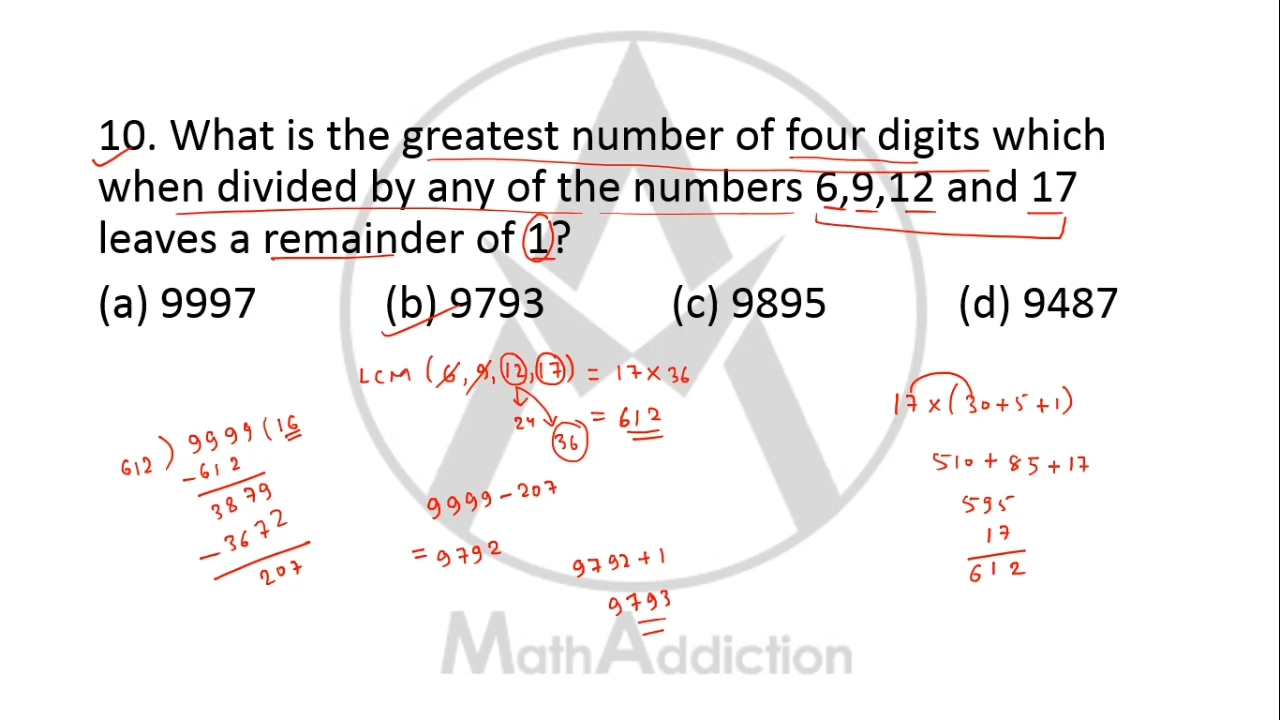 10. What is the greatest number of four digits which
when divided by any of the numbers 6,9,12 and 17
leaves a remainder of 1?
(a) 9997 (b) 9793 (c) 9895 (d) 9487
LCM (6, 9, 12, 17) = 17 × 36
24 36 = 612
612 ) 9999 ( 16
- 612
3879
- 3672
207
9999 - 207
= 9792
9792 + 1
9793
17 × (30 + 5 + 1)
510 + 85 + 17
595
17
612
MathAddiction